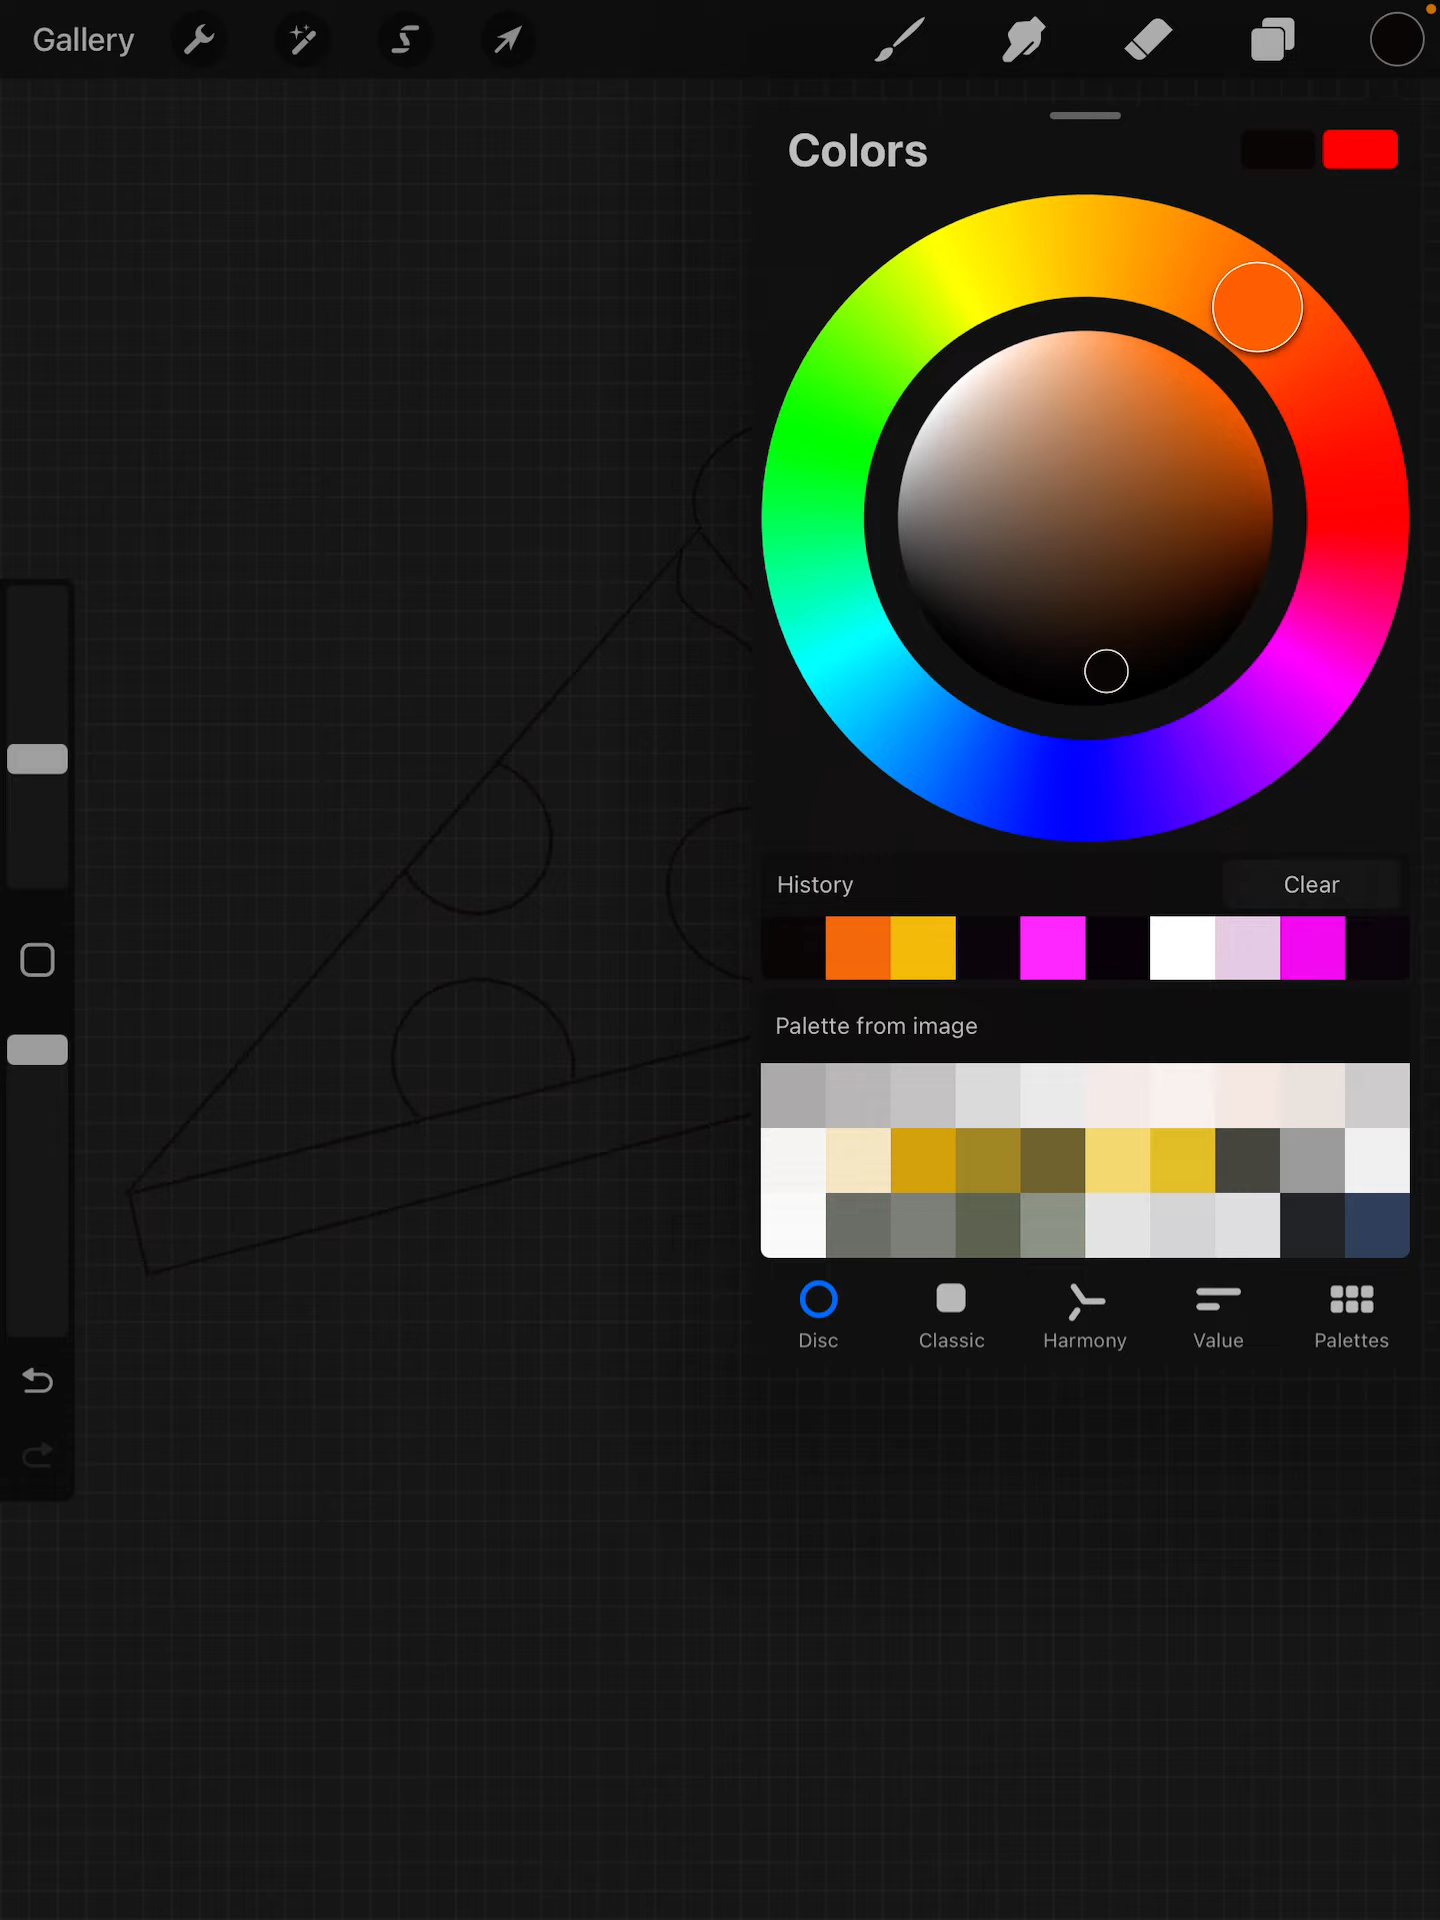 Gallery
Colors
History Clear
Palette from image
Disc Classic Harmony Value Palettes